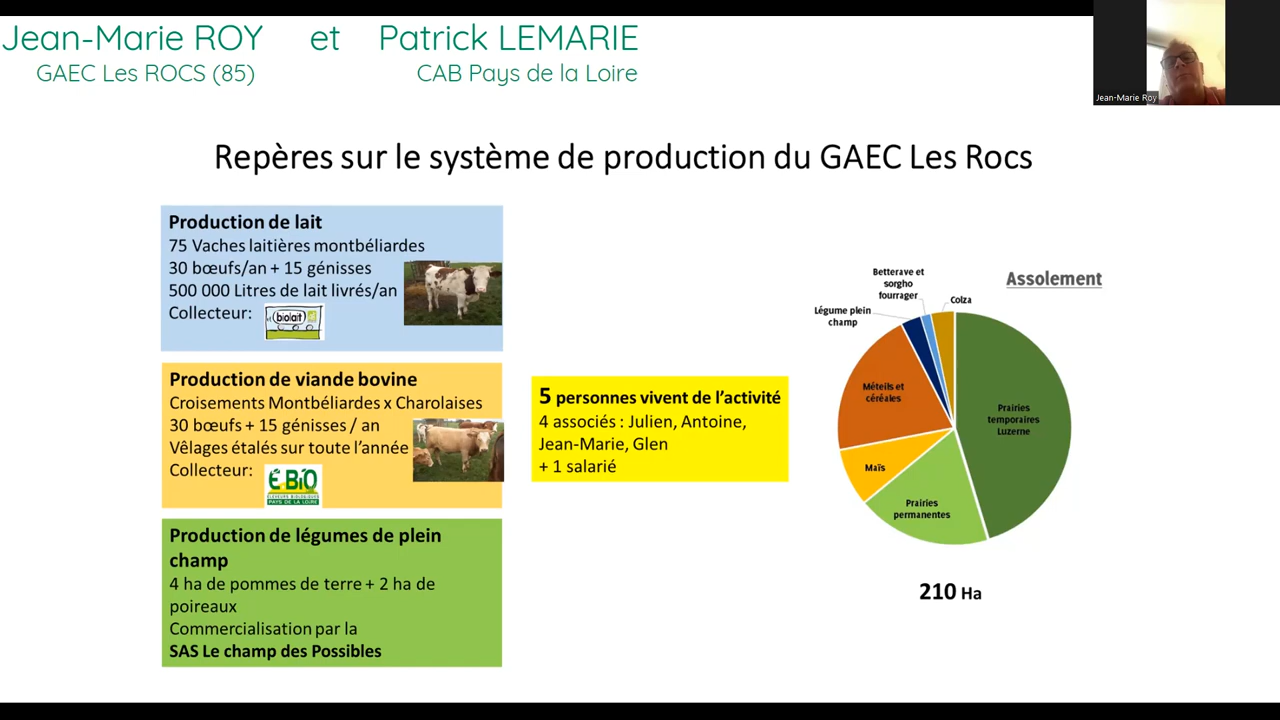 Jean-Marie ROY et Patrick LEMARIE
GAEC Les ROCS (85) CAB Pays de la Loire
Jean-Marie Roy
Repères sur le système de production du GAEC Les Rocs
Production de lait
75 Vaches laitières montbéliardes
30 bœufs/an + 15 génisses
500 000 Litres de lait livrés/an
Collecteur:
biolait
Production de viande bovine
Croisements Montbéliardes x Charolaises
30 bœufs + 15 génisses / an
Vêlages étalés sur toute l'année
Collecteur:
É BIO
ELEVEURS BIOLOGIQUES
PAYS DE LA LOIRE
Production de légumes de plein
champ
4 ha de pommes de terre + 2 ha de
poireaux
Commercialisation par la
SAS Le champ des Possibles
5 personnes vivent de l'activité
4 associés : Julien, Antoine,
Jean-Marie, Glen
+ 1 salarié
Assolement
Betterave et
sorgho
fourrager
Colza
Légume plein
champ
Méteils et
céréales
Prairies
temporaires
Luzerne
Maïs
Prairies
permanentes
210 Ha